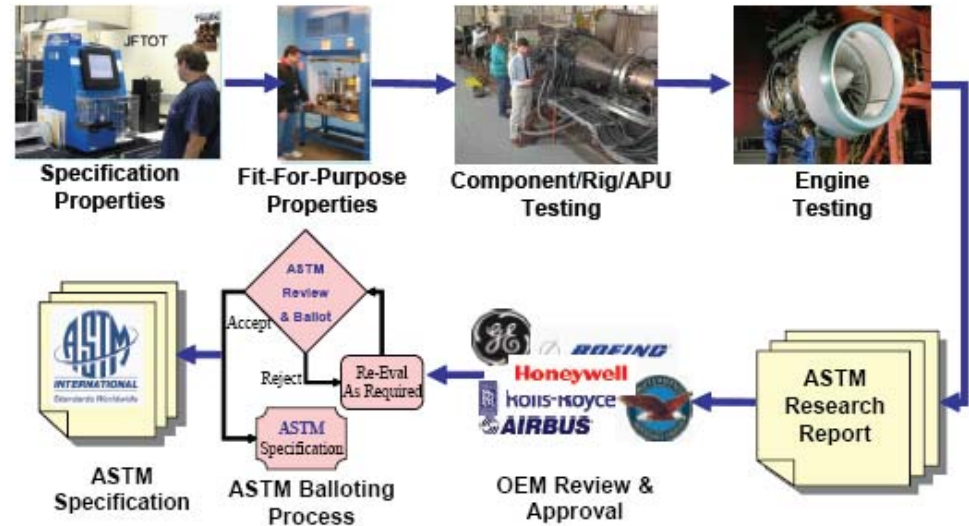 JFTOT
Specification
Properties
Fit-For-Purpose
Properties
Component/Rig/APU
Testing
Engine
Testing
ASTM
Research
Report
GE
BOEING
Honeywell
Rolls-Royce
AIRBUS
OEM Review &
Approval
ASTM
Review
& Ballot
Accept
Reject
Re-Eval
As Required
ASTM
Specification
ASTM Balloting
Process
ASTM
INTERNATIONAL
Standards Worldwide
ASTM
Specification